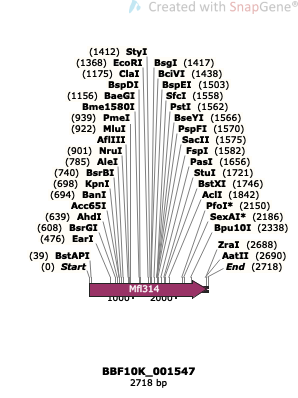 Created with SnapGene®
(1412) StyI
(1368) EcoRI BsgI (1417)
(1175) ClaI BciVI (1438)
BspDI BspEI (1503)
(1156) BaeGI SfcI (1558)
Bme1580I PstI (1562)
(939) PmeI BseYI (1566)
(922) MluI PspFI (1570)
AflIII SacII (1575)
(901) NruI FspI (1582)
(785) AleI PasI (1656)
(740) BsrBI StuI (1721)
(698) KpnI BstXI (1746)
(694) BanI AclI (1842)
Acc65I PfoI* (2150)
(639) AhdI SexAI* (2186)
(608) BsrGI Bpu10I (2338)
(476) EarI ZraI (2688)
(39) BstAPI AatII (2690)
(0) Start End (2718)
Mfl314
1000 2000
BBF10K_001547
2718 bp